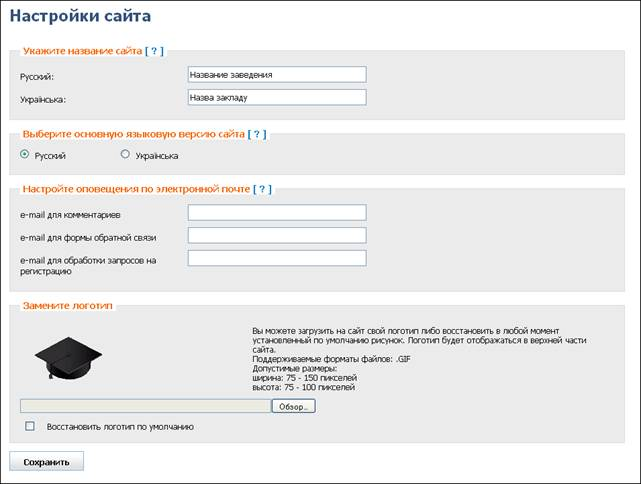 Настройки сайта
Укажите название сайта [ ? ]
Русский: Название заведения
Українська: Назва закладу
Выберите основную языковую версию сайта [ ? ]
Русский Українська
Настройте оповещения по электронной почте [ ? ]
e-mail для комментариев
e-mail для формы обратной связи
e-mail для обработки запросов на
регистрацию
Замените логотип
Вы можете загрузить на сайт свой логотип либо восстановить в любой момент
установленный по умолчанию рисунок. Логотип будет отображаться в верхней части
сайта.
Поддерживаемые форматы файлов: .GIF
Допустимые размеры:
ширина: 75 - 150 пикселей
высота: 75 - 100 пикселей
Обзор...
Восстановить логотип по умолчанию
Сохранить